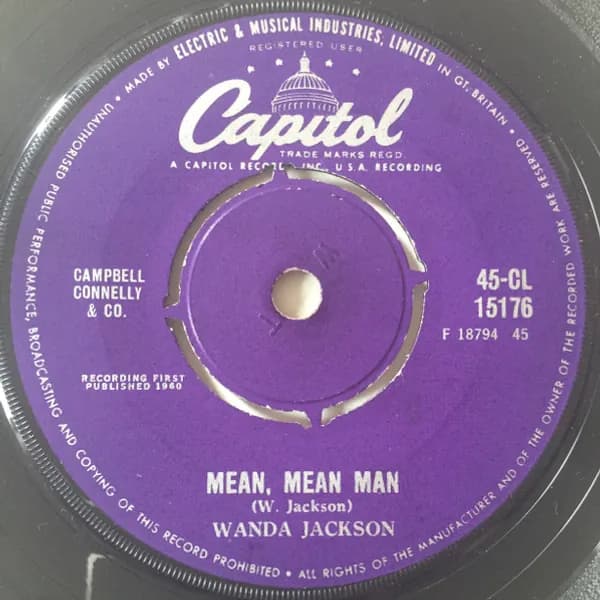 MADE BY ELECTRIC & MUSICAL INDUSTRIES, LIMITED IN GT. BRITAIN •
REGISTERED USER
Capitol
TRADE MARKS REGD.
A CAPITOL RECORDS, INC., U.S.A. RECORDING
CAMPBELL
CONNELLY
& CO.
45-CL
15176
F 18794 45
RECORDING FIRST
PUBLISHED 1960
MEAN, MEAN MAN
(W. Jackson)
WANDA JACKSON
ALL RIGHTS OF THE MANUFACTURER AND OF THE OWNER OF THE RECORDED WORK ARE RESERVED •
UNAUTHORISED PUBLIC PERFORMANCE, BROADCASTING AND COPYING OF THIS RECORD PROHIBITED •